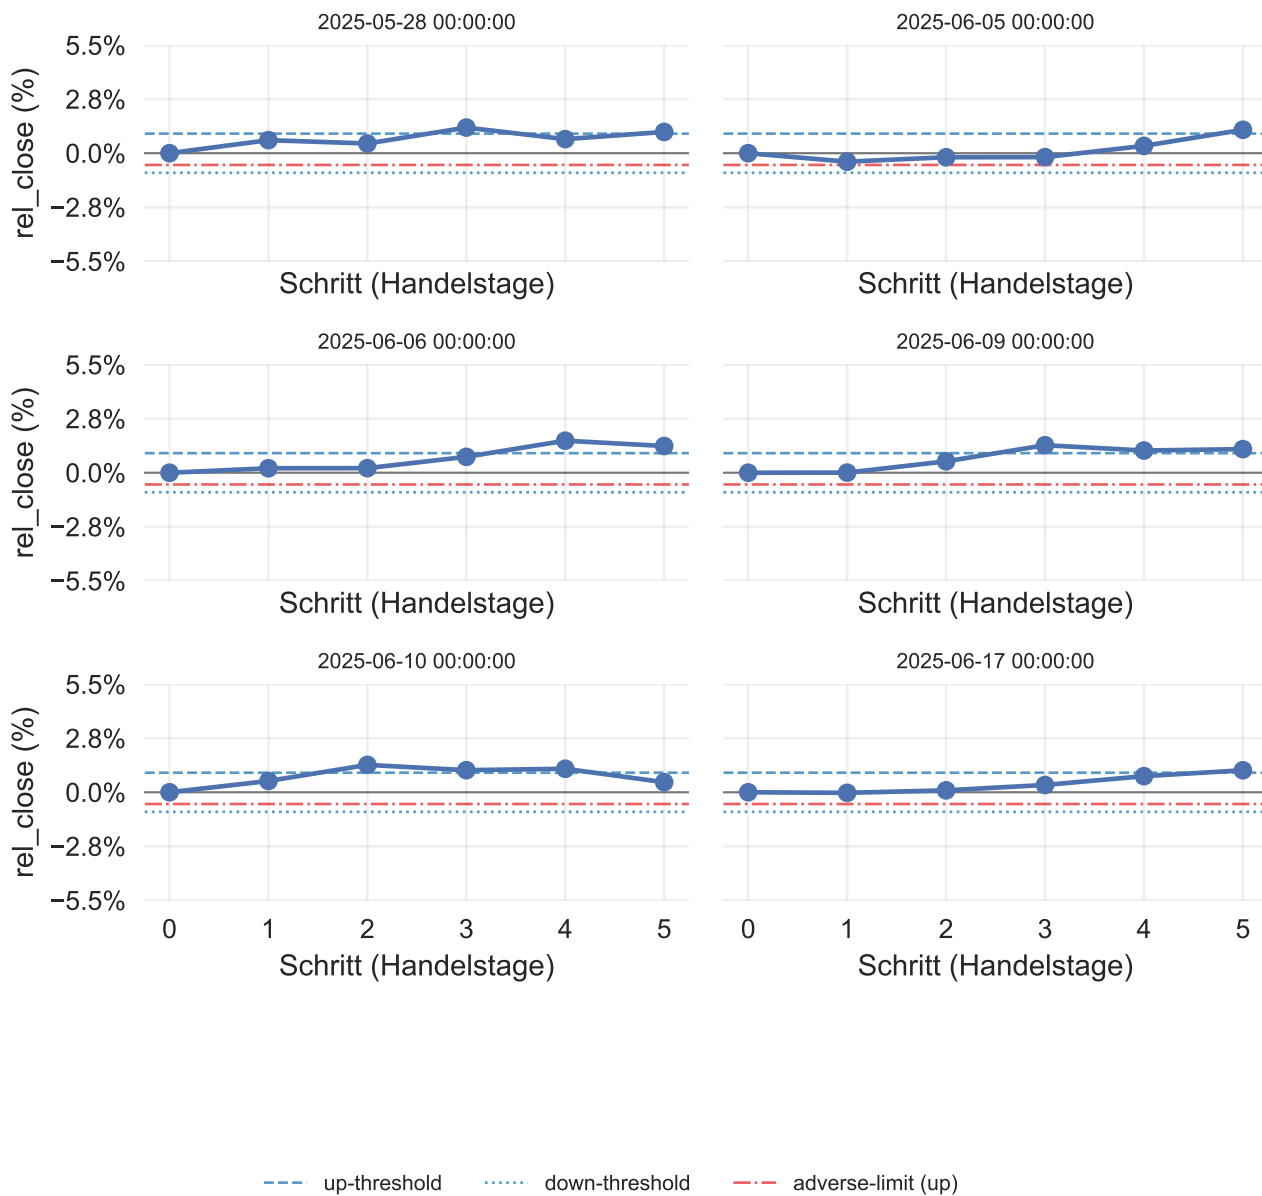 2025-05-28 00:00:00
2025-06-05 00:00:00
rel_close (%)
5.5%
2.8%
0.0%
−2.8%
−5.5%
Schritt (Handelstage)
Schritt (Handelstage)
2025-06-06 00:00:00
2025-06-09 00:00:00
rel_close (%)
5.5%
2.8%
0.0%
−2.8%
−5.5%
Schritt (Handelstage)
Schritt (Handelstage)
2025-06-10 00:00:00
2025-06-17 00:00:00
rel_close (%)
5.5%
2.8%
0.0%
−2.8%
−5.5%
0 1 2 3 4 5
0 1 2 3 4 5
Schritt (Handelstage)
Schritt (Handelstage)
up-threshold down-threshold adverse-limit (up)